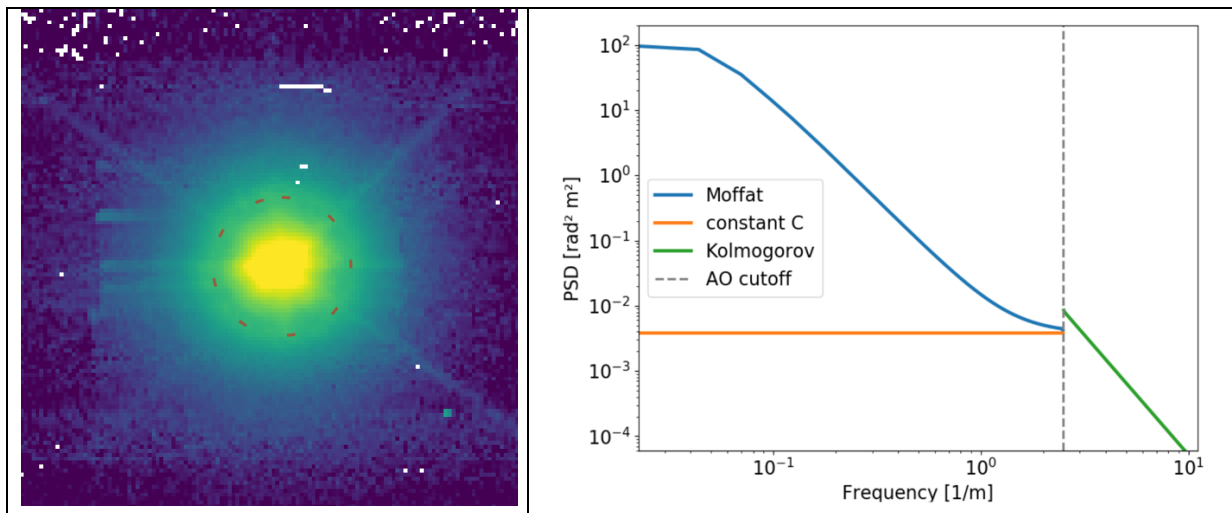 10²
10¹
10⁰
10⁻¹
10⁻²
10⁻³
10⁻⁴
PSD [rad² m²]
Moffat
constant C
Kolmogorov
AO cutoff
10⁻¹
10⁰
10¹
Frequency [1/m]